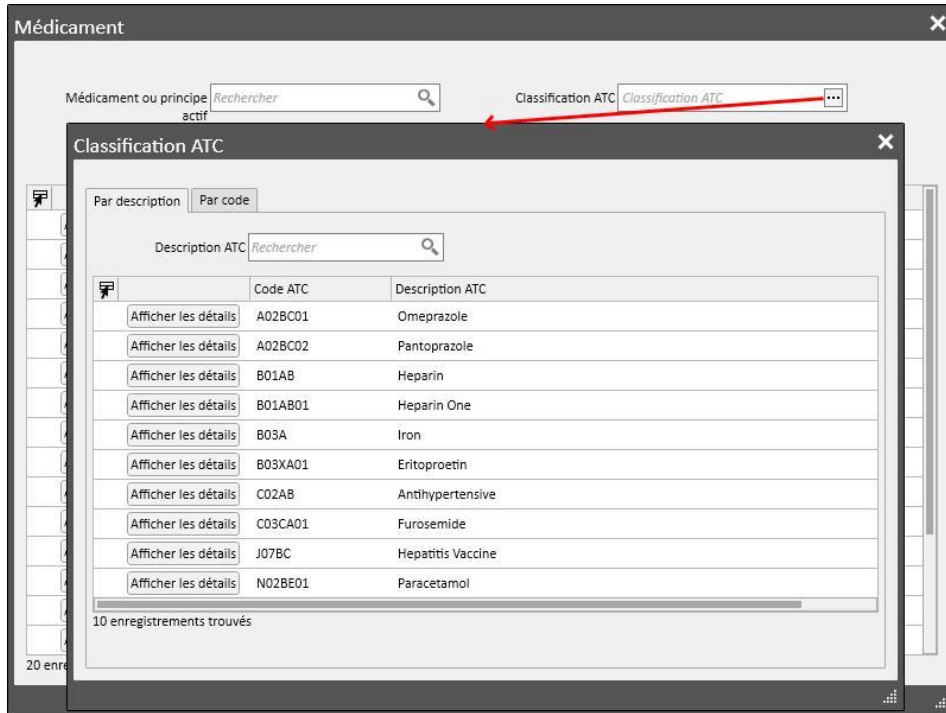 Médicament
Médicament ou principe actif Rechercher Classification ATC Classification ATC ...
Classification ATC
Par description Par code
Description ATC Rechercher
Code ATC Description ATC
Afficher les détails A02BC01 Omeprazole
Afficher les détails A02BC02 Pantoprazole
Afficher les détails B01AB Heparin
Afficher les détails B01AB01 Heparin One
Afficher les détails B03A Iron
Afficher les détails B03XA01 Eritoproetin
Afficher les détails C02AB Antihypertensive
Afficher les détails C03CA01 Furosemide
Afficher les détails J07BC Hepatitis Vaccine
Afficher les détails N02BE01 Paracetamol
10 enregistrements trouvés
20 enre